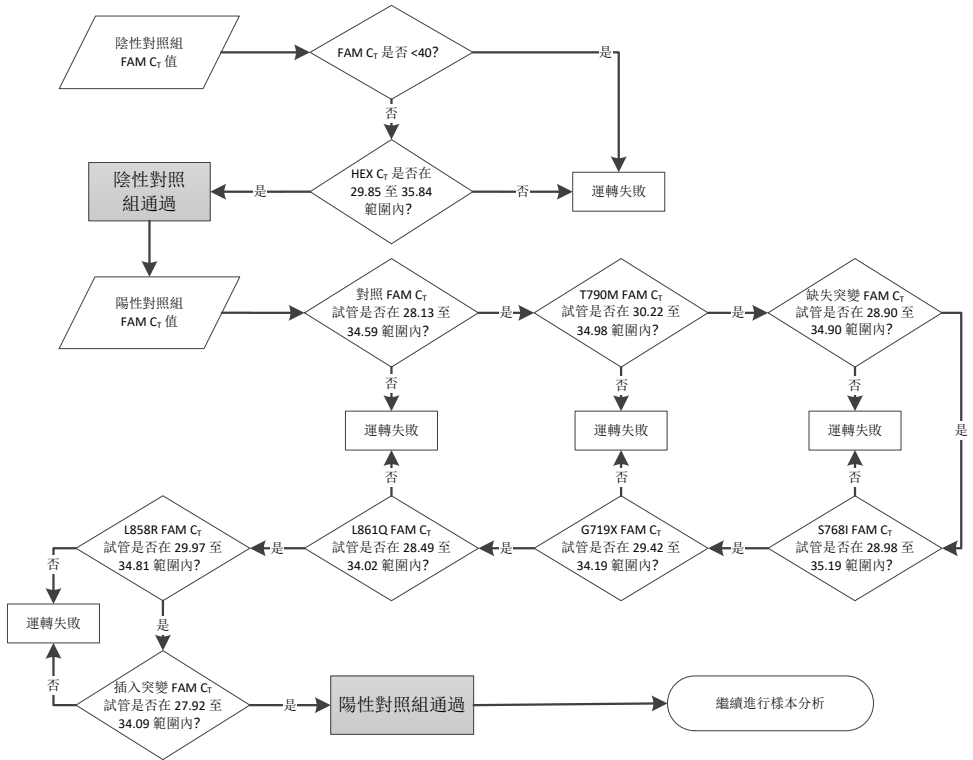 陰性對照組
FAM CT 值
FAM CT 是否 <40?
是
否
HEX CT 是否在
29.85 至 35.84
範圍內?
是
否
陰性對照
組通過
運轉失敗
陽性對照組
FAM CT 值
對照 FAM CT
試管是否在 28.13 至
34.59 範圍內?
是
T790M FAM CT
試管是否在 30.22 至
34.98 範圍內?
是
缺失突變 FAM CT
試管是否在 28.90 至
34.90 範圍內?
否
否
否
運轉失敗
運轉失敗
運轉失敗
是
否
否
否
S768I FAM CT
試管是否在 28.98 至
35.19 範圍內?
是
G719X FAM CT
試管是否在 29.42 至
34.19 範圍內?
是
L861Q FAM CT
試管是否在 28.49 至
34.02 範圍內?
是
L858R FAM CT
試管是否在 29.97 至
34.81 範圍內?
否
運轉失敗
是
否
插入突變 FAM CT
試管是否在 27.92 至
34.09 範圍內?
是
陽性對照組通過
繼續進行樣本分析